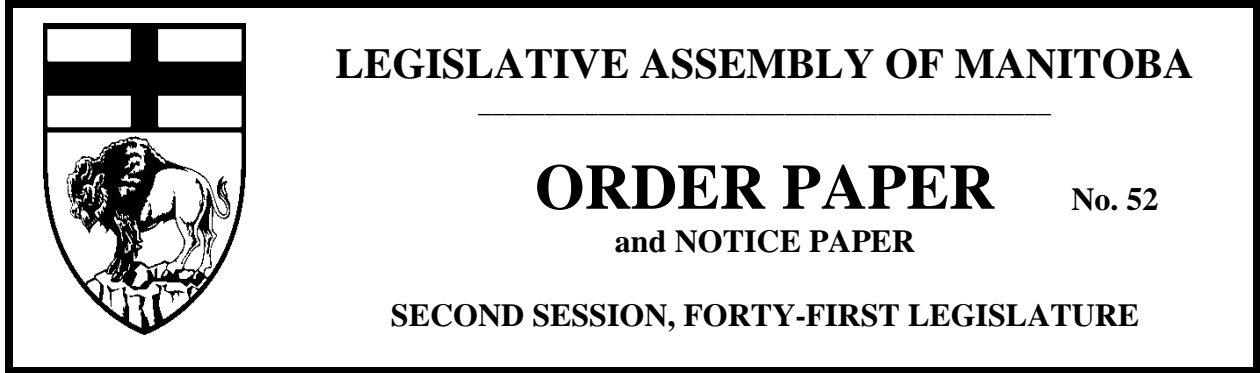 LEGISLATIVE ASSEMBLY OF MANITOBA
ORDER PAPER No. 52
and NOTICE PAPER
SECOND SESSION, FORTY-FIRST LEGISLATURE